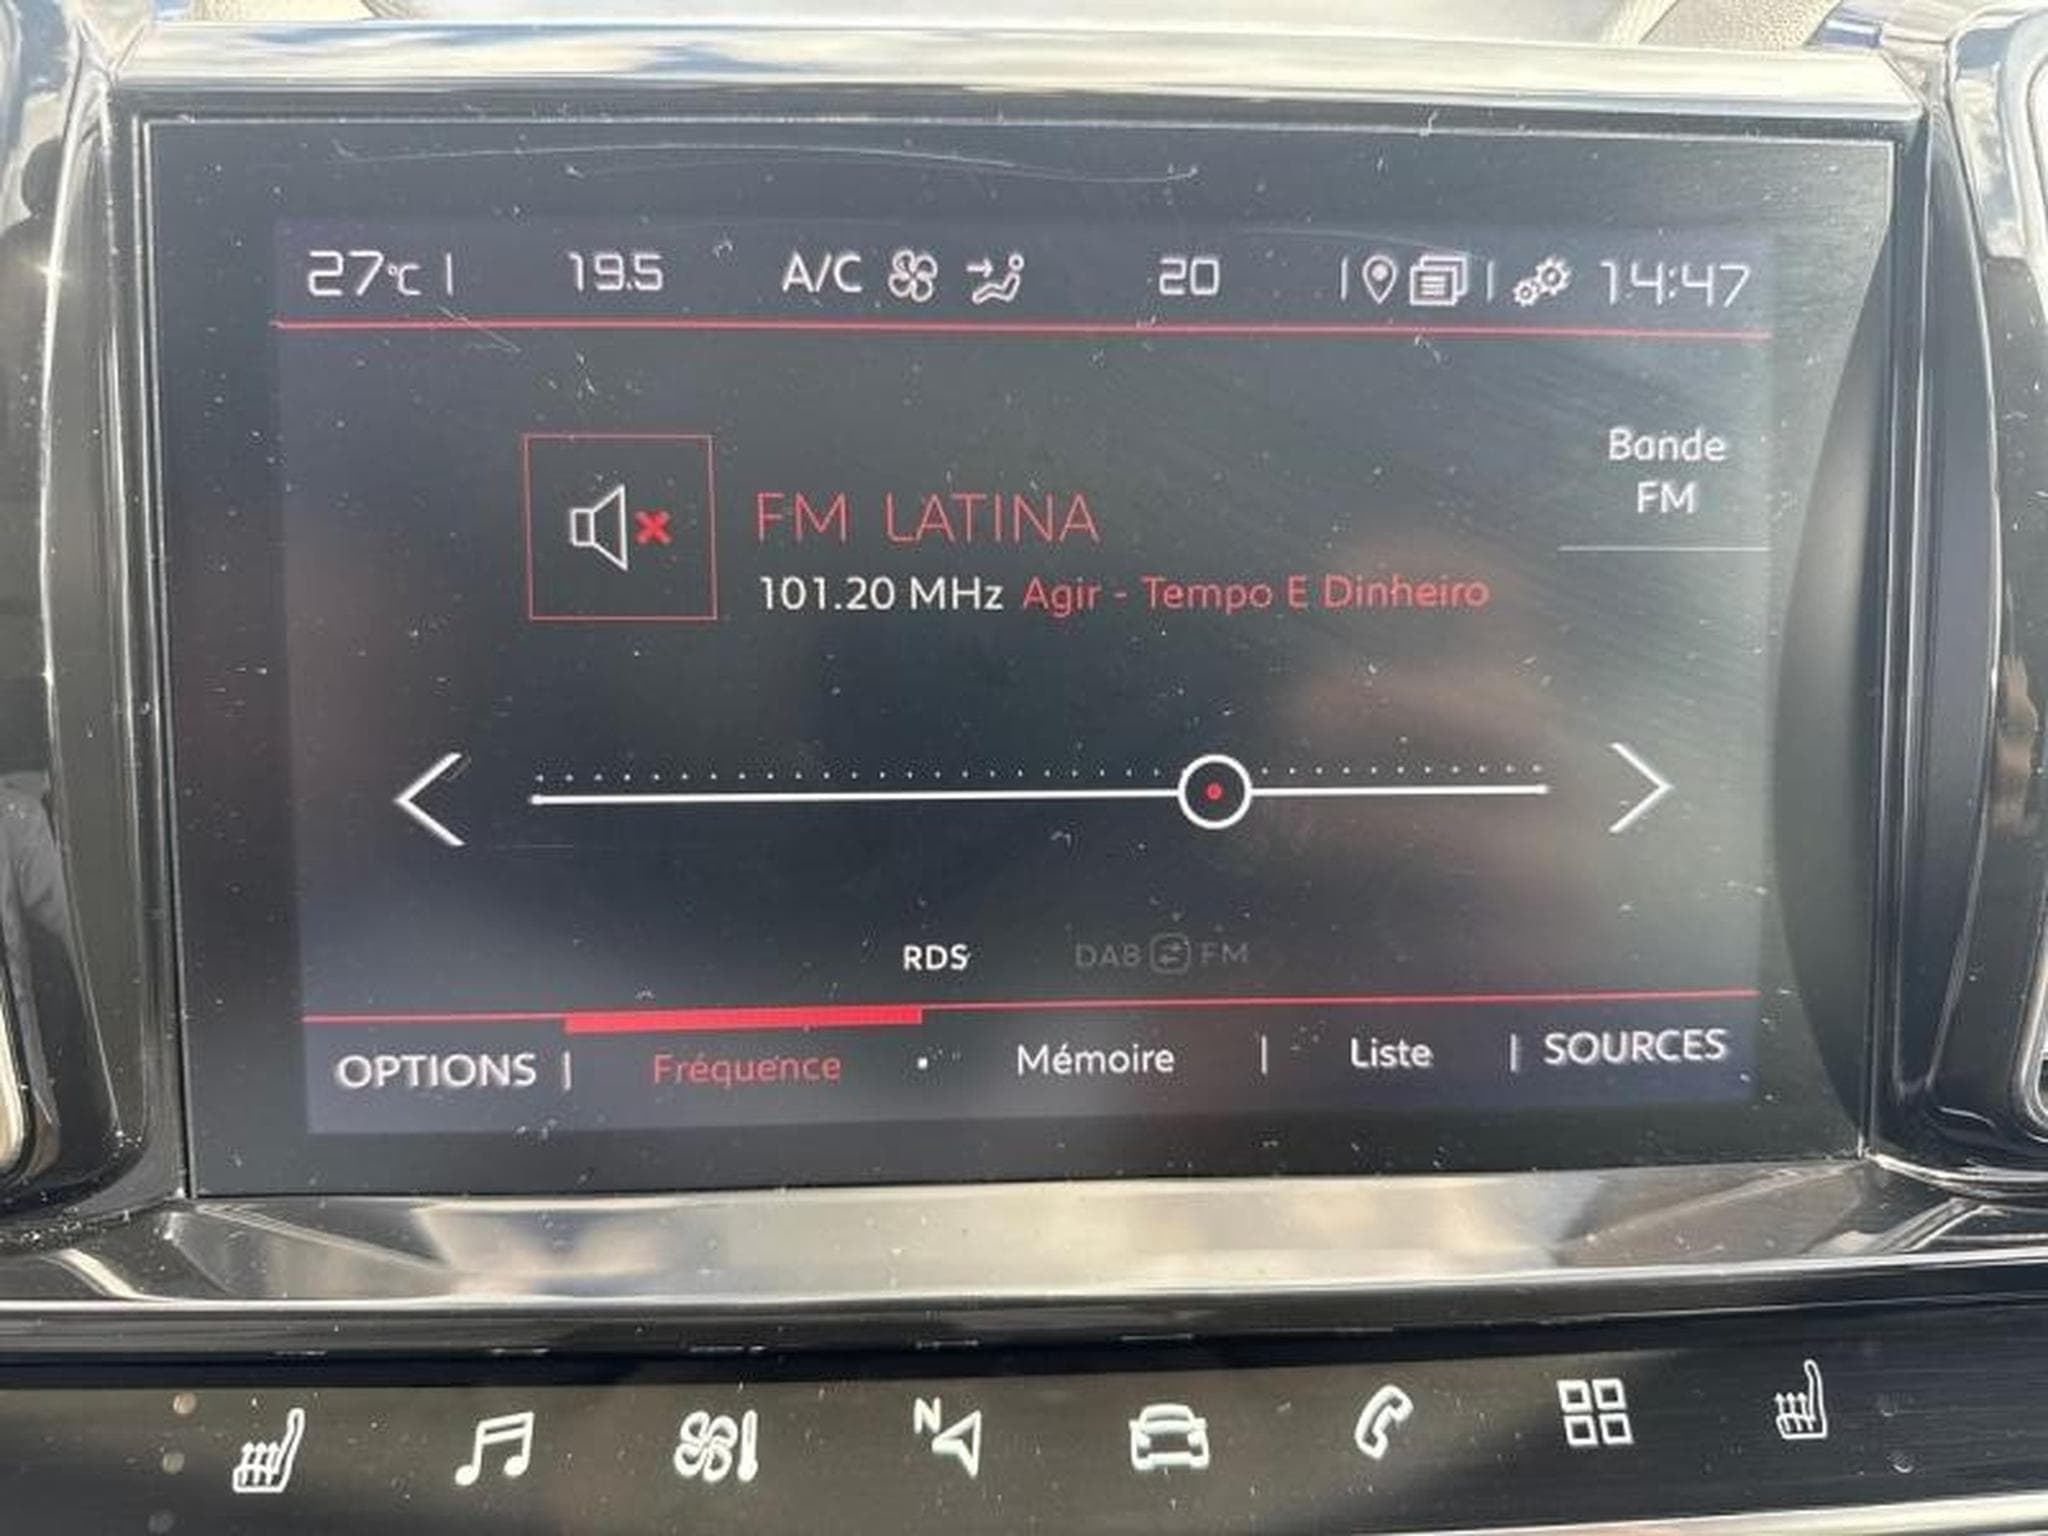 27°C | 19.5 A/C 20 | | 14:47
Bande
FM
FM LATINA
101.20 MHz Agir - Tempo E Dinheiro
RDS DAB FM
OPTIONS | Fréquence · Mémoire | Liste | SOURCES
N